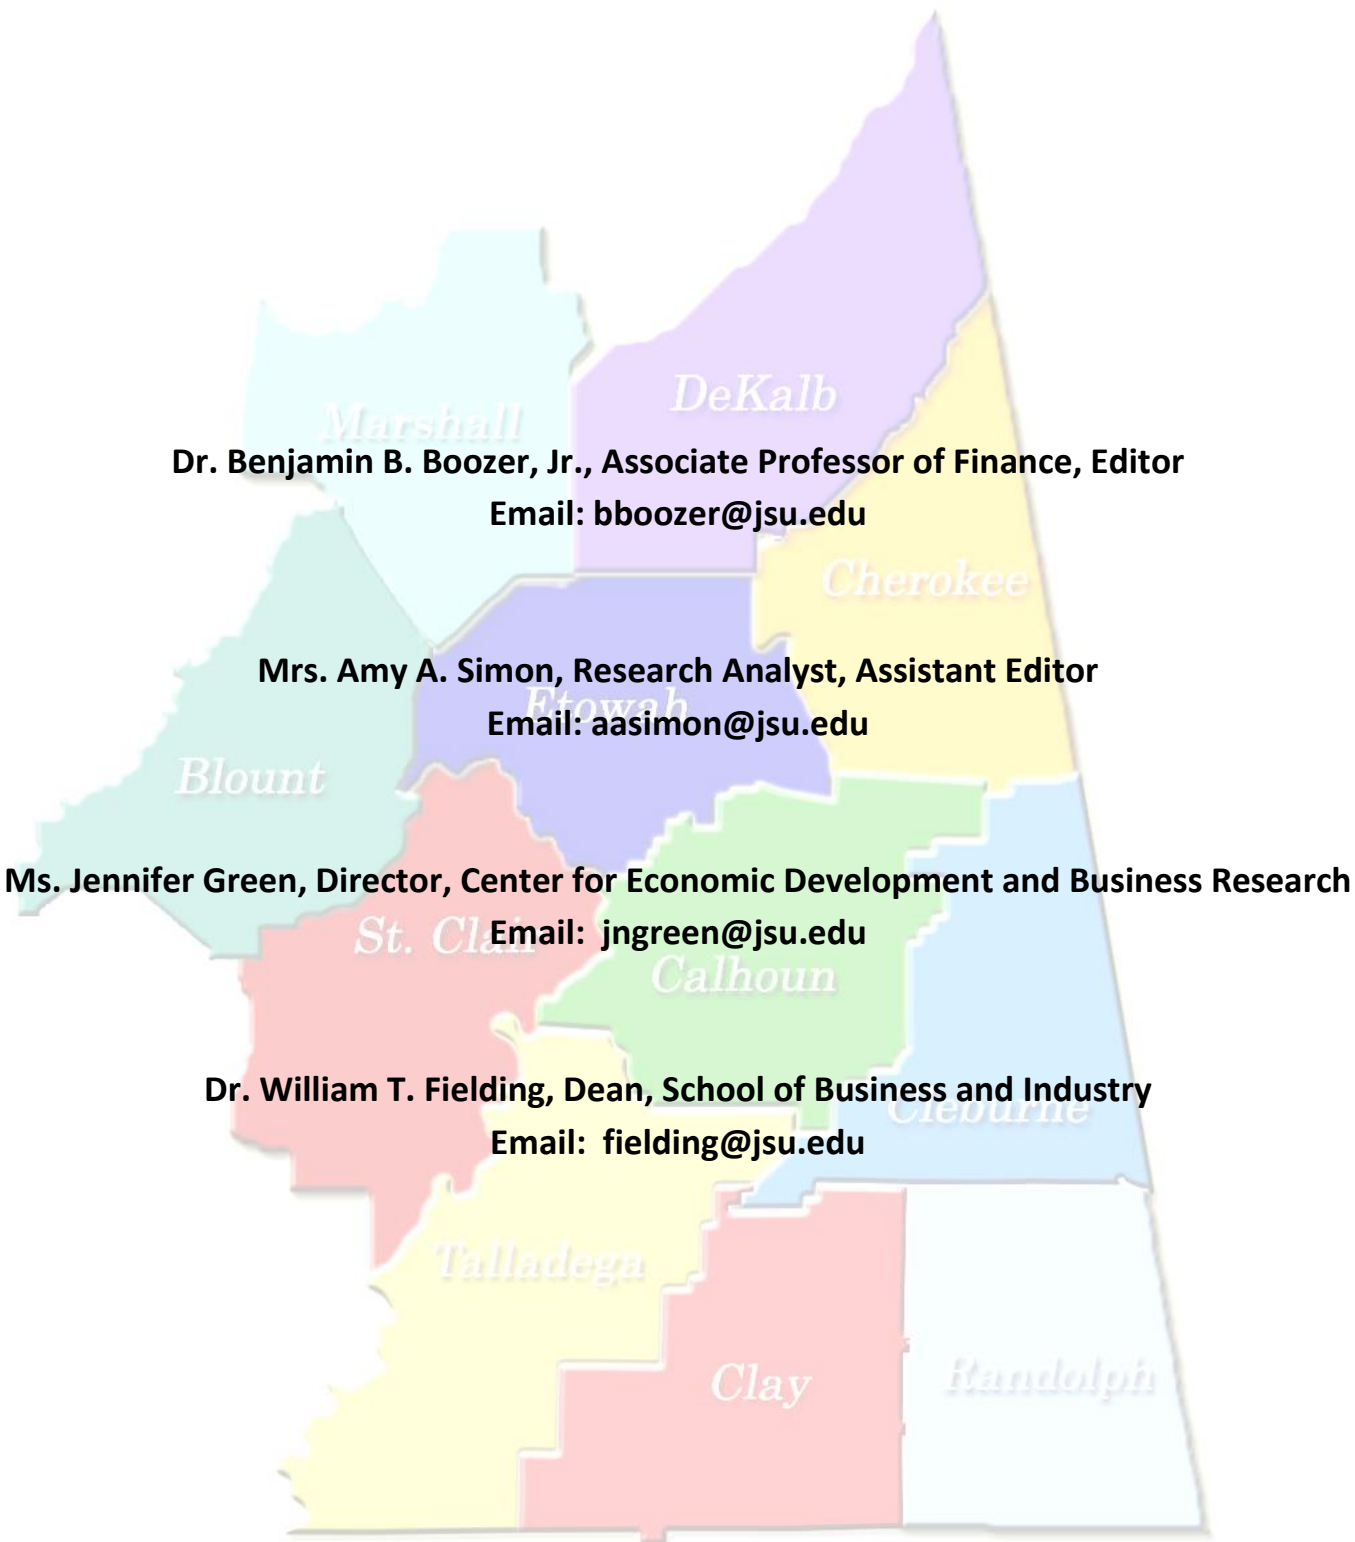 DeKalb
Marshall
Dr. Benjamin B. Boozer, Jr., Associate Professor of Finance, Editor
Email: bboozer@jsu.edu
Cherokee
Mrs. Amy A. Simon, Research Analyst, Assistant Editor
Etowah
Email: aasimon@jsu.edu
Blount
Ms. Jennifer Green, Director, Center for Economic Development and Business Research
St. Clair
Email: jngreen@jsu.edu
Calhoun
Dr. William T. Fielding, Dean, School of Business and Industry
Cleburne
Email: fielding@jsu.edu
Talladega
Clay
Randolph